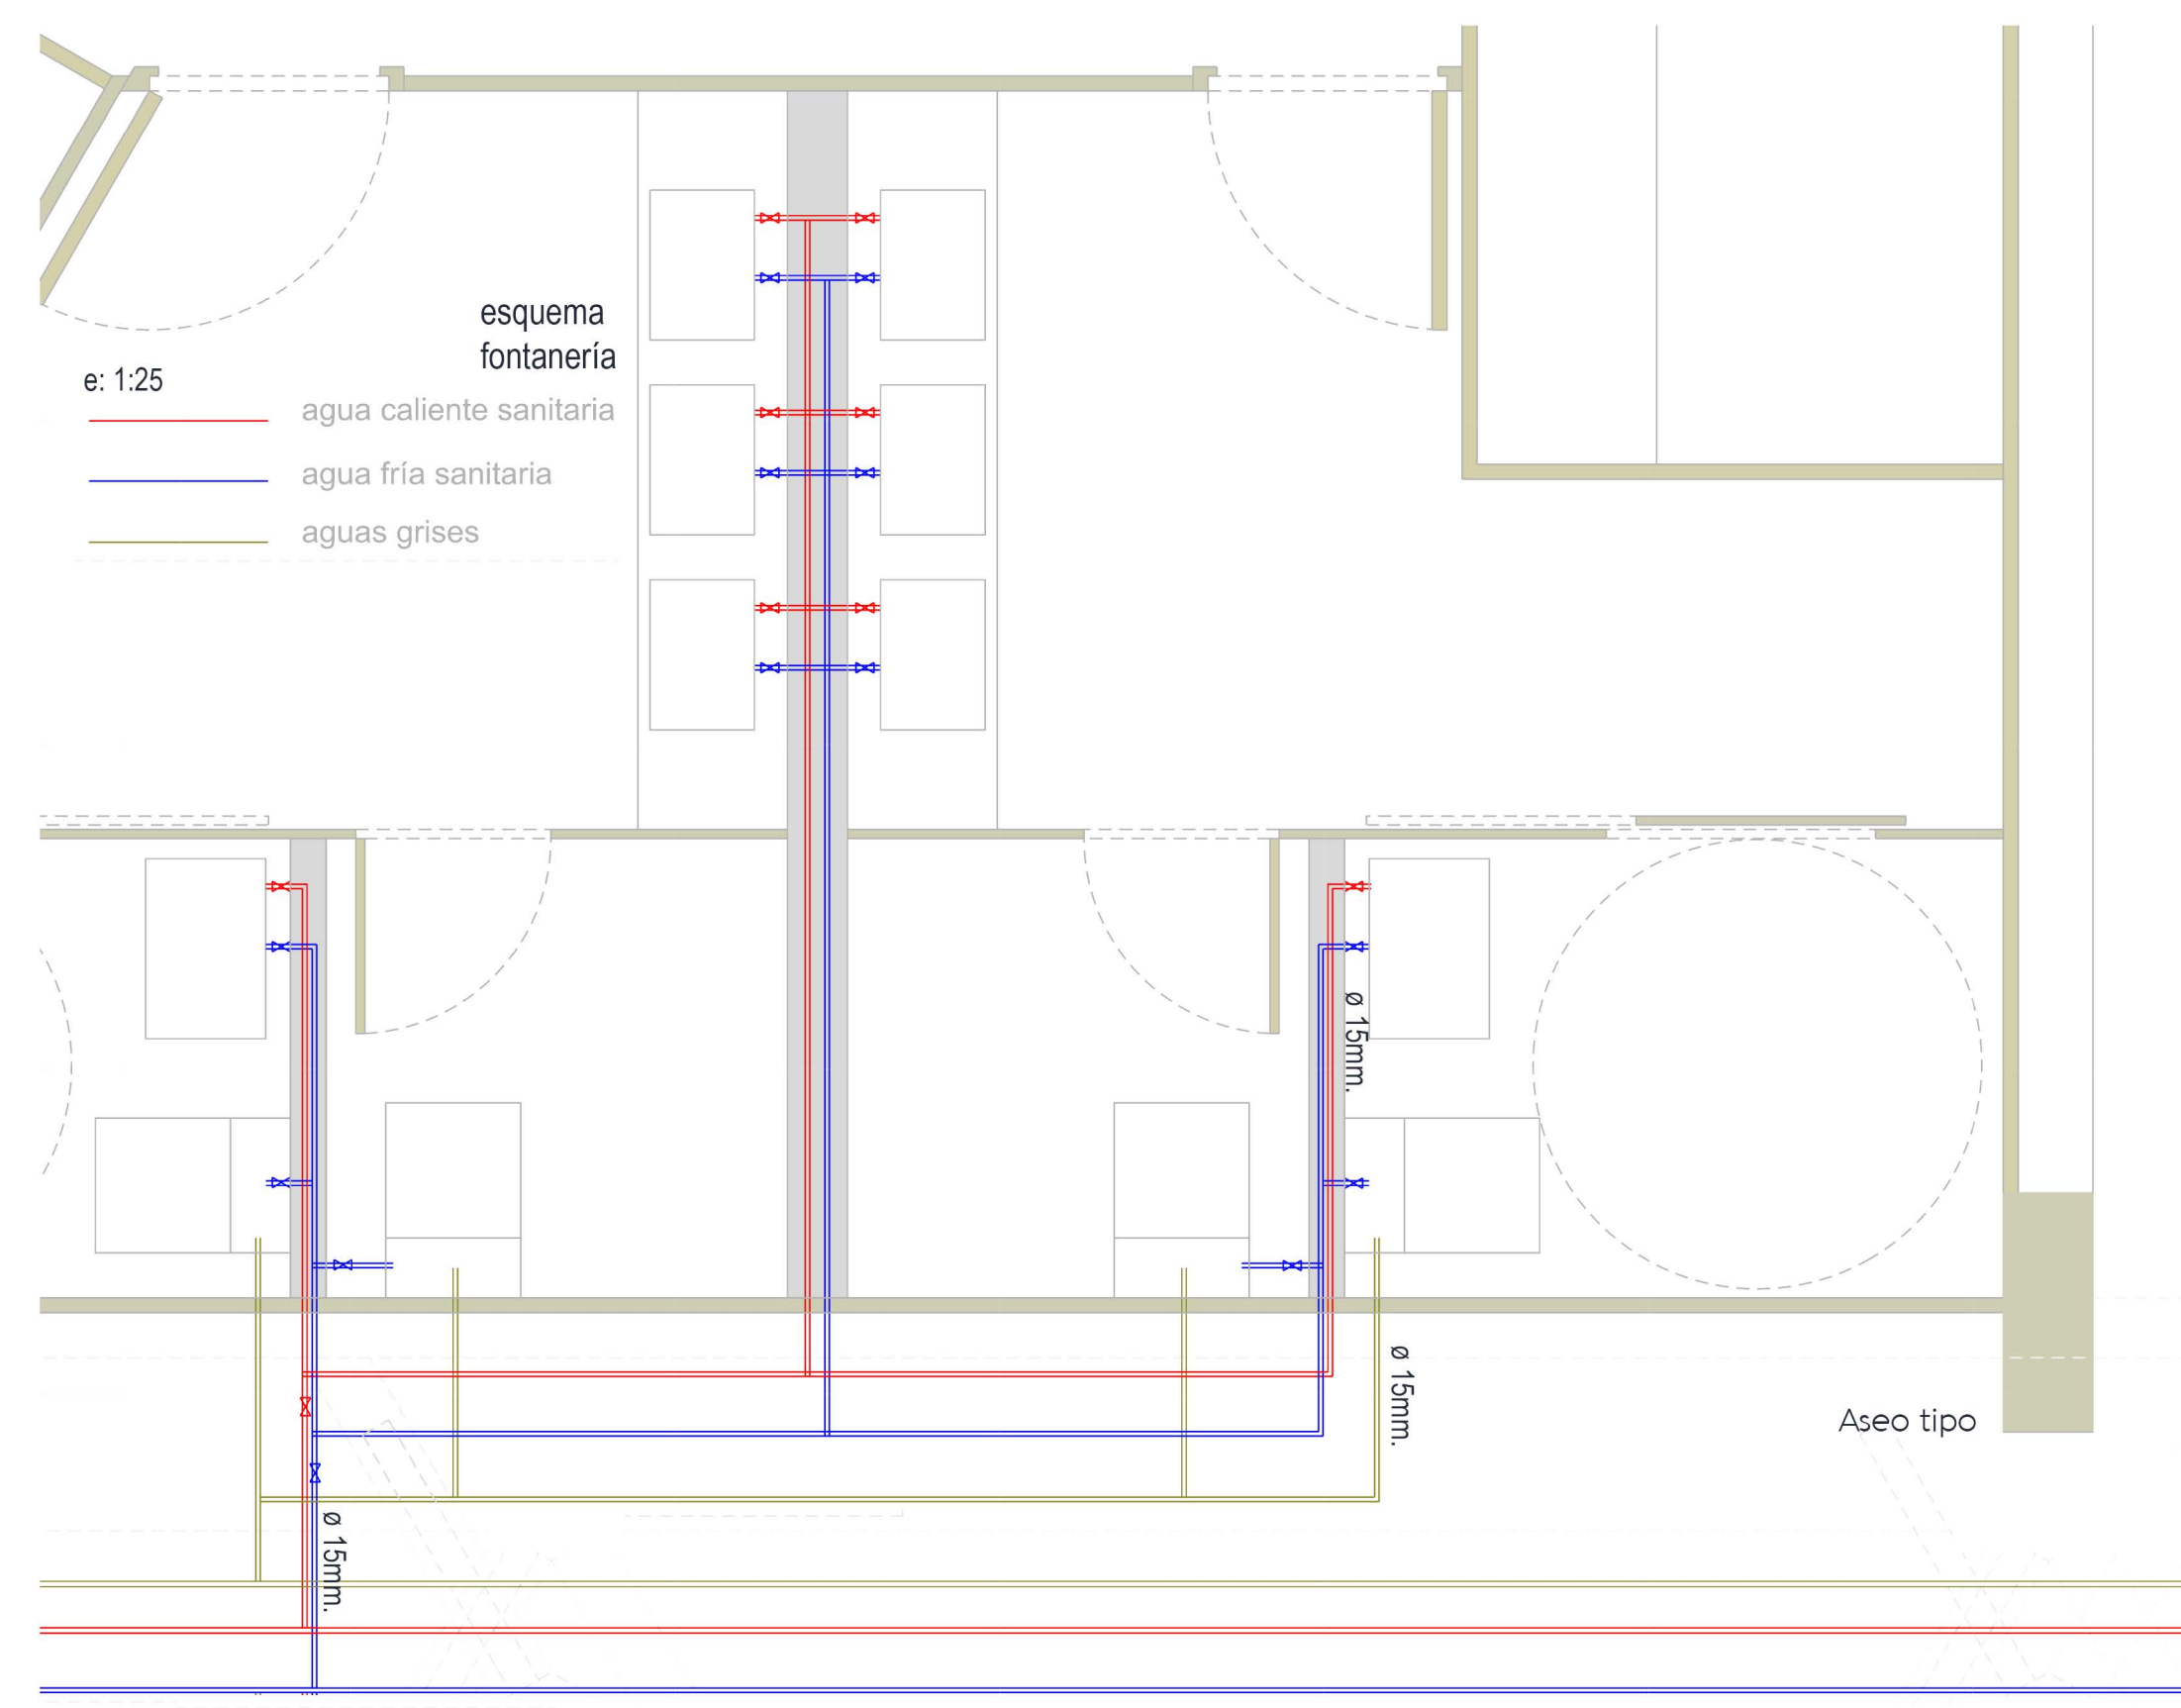 esquema
fontanería
e: 1:25
agua caliente sanitaria
agua fría sanitaria
aguas grises
ø 15mm.
ø 15mm.
Aseo tipo
ø 15mm.